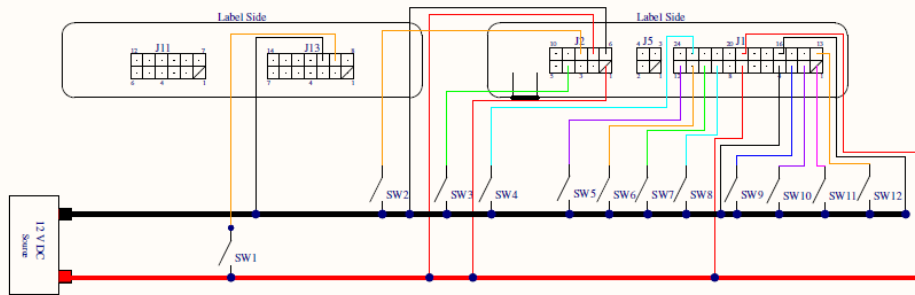 Label Side
Label Side
J11
J13
J2
J5
J1
12 7
14 8
10 6
4 3
24 20 16 13
6 4 1
7 4 1
5 3 1
2 1
12 8 4 1
SW2
SW3
SW4
SW5
SW6
SW7
SW8
SW9
SW10
SW11
SW12
SW1
12 V DC
Sourse